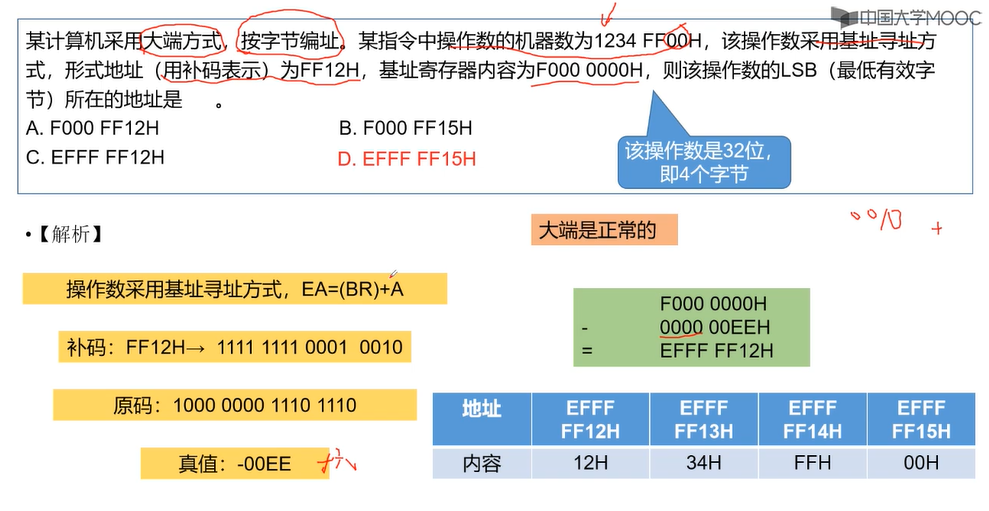 中国大学MOOC
某计算机采用大端方式，按字节编址。某指令中操作数的机器数为1234 FF00H，该操作数采用基址寻址方
式，形式地址（用补码表示）为FF12H，基址寄存器内容为F000 0000H，则该操作数的LSB（最低有效字
节）所在的地址是　。
A. F000 FF12H
B. F000 FF15H
C. EFFF FF12H
D. EFFF FF15H
该操作数是32位，
即4个字节
•【解析】
大端是正常的
操作数采用基址寻址方式，EA=(BR)+A
补码：FF12H→ 1111 1111 0001 0010
原码：1000 0000 1110 1110
真值：-00EE
F000 0000H
- 0000 00EEH
= EFFF FF12H
地址 EFFF EFFF EFFF EFFF
FF12H FF13H FF14H FF15H
内容 12H 34H FFH 00H